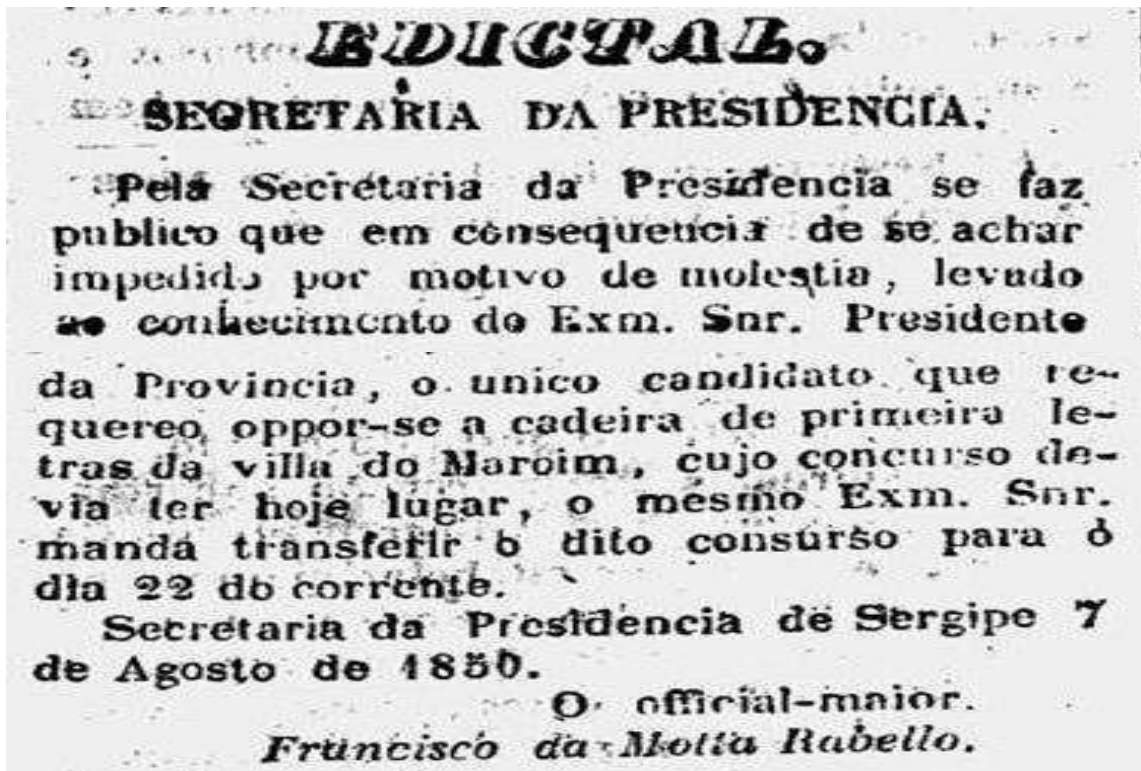 EDICTAL.
SECRETARIA DA PRESIDENCIA.
Pela Secretaria da Presidencia se faz
publico que em consequencia de se achar
impedido por motivo de molestia, levado
ao conhecimento do Exm. Snr. Presidente
da Provincia, o unico candidato que re-
quereo oppor-se a cadeira de primeira le-
tras da villa do Maroim, cujo concurso de-
via ter hoje lugar, o mesmo Exm. Snr.
manda transferir o dito consurso para o
dia 22 do corrente.
Secretaria da Presidencia de Sergipe 7
de Agosto de 1850.
O official-maior.
Francisco da Motta Rabello.